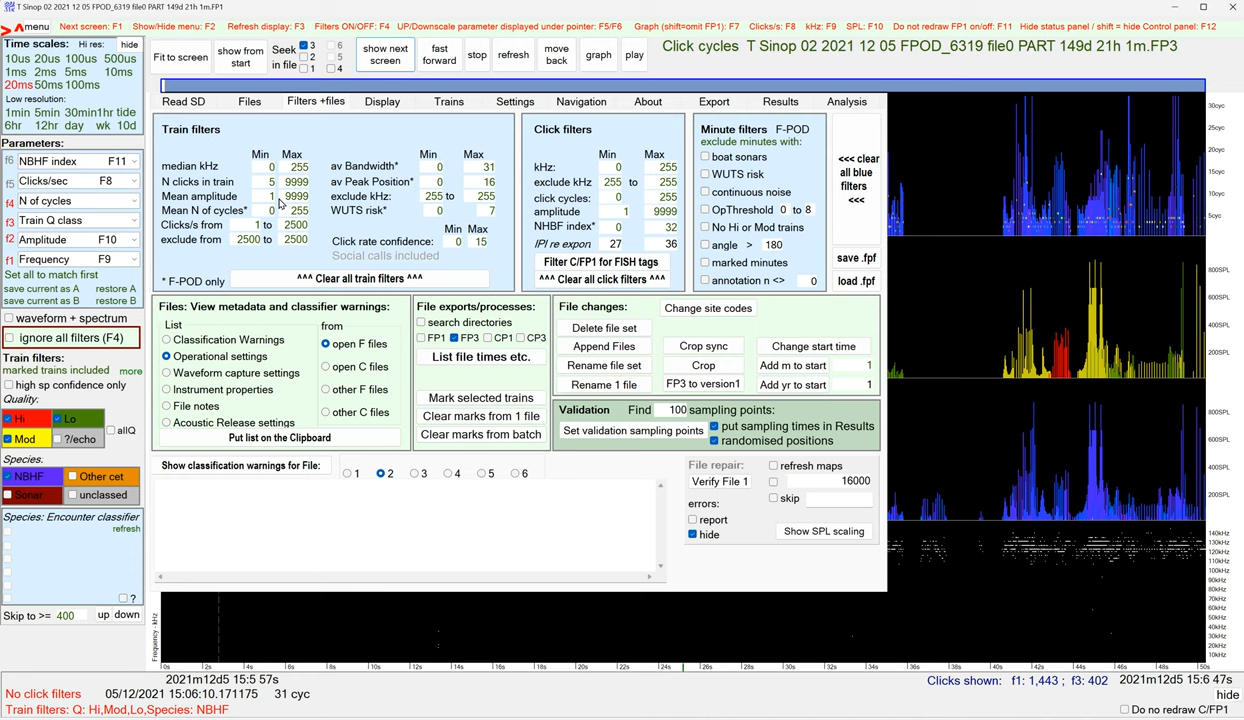 T Sinop 02 2021 12 05 FPOD_6319 file0 PART 149d 21h 1m.FP1
menu Next screen: F1 Show/Hide menu: F2 Refresh display: F3 Filters ON/OFF: F4 UP/Downscale parameter displayed under pointer: F5/F6 Graph (shift=omit FP1): F7 Clicks/s: F8 kHz: F9 SPL: F10 Do not redraw FP1 on/off: F11 Hide status panel / shift = hide Control panel: F12
Time scales: Hi res: hide
10us 20us 100us 500us
1ms 2ms 5ms 10ms
20ms 50ms 100ms
Low resolution:
1min 5min 30min 1hr tide
6hr 12hr day wk 10d
Parameters:
f6 NBHF index F11
f5 Clicks/sec F8
f4 N of cycles
f3 Train Q class
f2 Amplitude F10
f1 Frequency F9
Set all to match first
save current as A restore A
save current as B restore B
waveform + spectrum
ignore all filters (F4)
Train filters:
marked trains included more
high sp confidence only
Quality:
Hi Lo
Mod ?/echo allQ
Species:
NBHF Other cet
Sonar unclassed
Species: Encounter classifier
refresh
?
Skip to >= 400 up down
Fit to screen
show from start
Seek in file 3 2 1 6 5 4
show next screen
fast forward
stop
refresh
move back
graph
play
Click cycles T Sinop 02 2021 12 05 FPOD_6319 file0 PART 149d 21h 1m.FP3
Read SD Files Filters +files Display Trains Settings Navigation About Export Results Analysis
Train filters
Min Max Min Max
median kHz 0 255 av Bandwidth* 0 31
N clicks in train 5 9999 av Peak Position* 0 16
Mean amplitude 1 9999 exclude kHz: 255 to 255
Mean N of cycles* 0 255 WUTS risk* 0 7
Clicks/s from 1 to 2500
Min Max
exclude from 2500 to 2500 Click rate confidence: 0 15
Social calls included
* F-POD only ^^^ Clear all train filters ^^^
Click filters
Min Max
kHz: 0 255
exclude kHz 255 to 255
click cycles: 0 255
amplitude 1 9999
NHBF index* 0 32
IPI re expon 27 36
Filter C/FP1 for FISH tags
^^^ Clear all click filters ^^^
Minute filters F-POD
exclude minutes with:
boat sonars
WUTS risk
continuous noise
OpThreshold 0 to 8
No Hi or Mod trains
angle > 180
marked minutes
annotation n <> 0
<<< clear all blue filters <<<
save .fpf
load .fpf
Files: View metadata and classifier warnings:
List from
Classification Warnings
Operational settings
Waveform capture settings
Instrument properties
File notes
Acoustic Release settings
open F files
open C files
other F files
other C files
Put list on the Clipboard
File exports/processes:
search directories
FP1 FP3 CP1 CP3
List file times etc.
Mark selected trains
Clear marks from 1 file
Clear marks from batch
File changes: Change site codes
Delete file set
Append Files Crop sync Change start time
Rename file set Crop Add m to start 1
Rename 1 file FP3 to version1 Add yr to start 1
Validation Find 100 sampling points:
Set validation sampling points
put sampling times in Results
randomised positions
Show classification warnings for File: 1 2 3 4 5 6
File repair: refresh maps
Verify File 1 16000
errors: skip
report
hide Show SPL scaling
30cyc
25cyc
20cyc
15cyc
10cyc
5cyc
800SPL
600SPL
400SPL
200SPL
800SPL
600SPL
400SPL
200SPL
140kHz
130kHz
120kHz
110kHz
100kHz
90kHz
80kHz
70kHz
60kHz
50kHz
40kHz
30kHz
20kHz
10kHz
Frequency - kHz
0s 2s 4s 6s 8s 10s 12s 14s 16s 18s 20s 22s 24s 26s 28s 30s 32s 34s 36s 38s 40s 42s 44s 46s 48s 50s
2021m12d5 15:5 57s Clicks shown: f1: 1,443 ; f3: 402 2021m12d5 15:6 47s
No click filters 05/12/2021 15:06:10.171175 31 cyc hide
Train filters: Q: Hi,Mod,Lo,Species: NBHF Do no redraw C/FP1